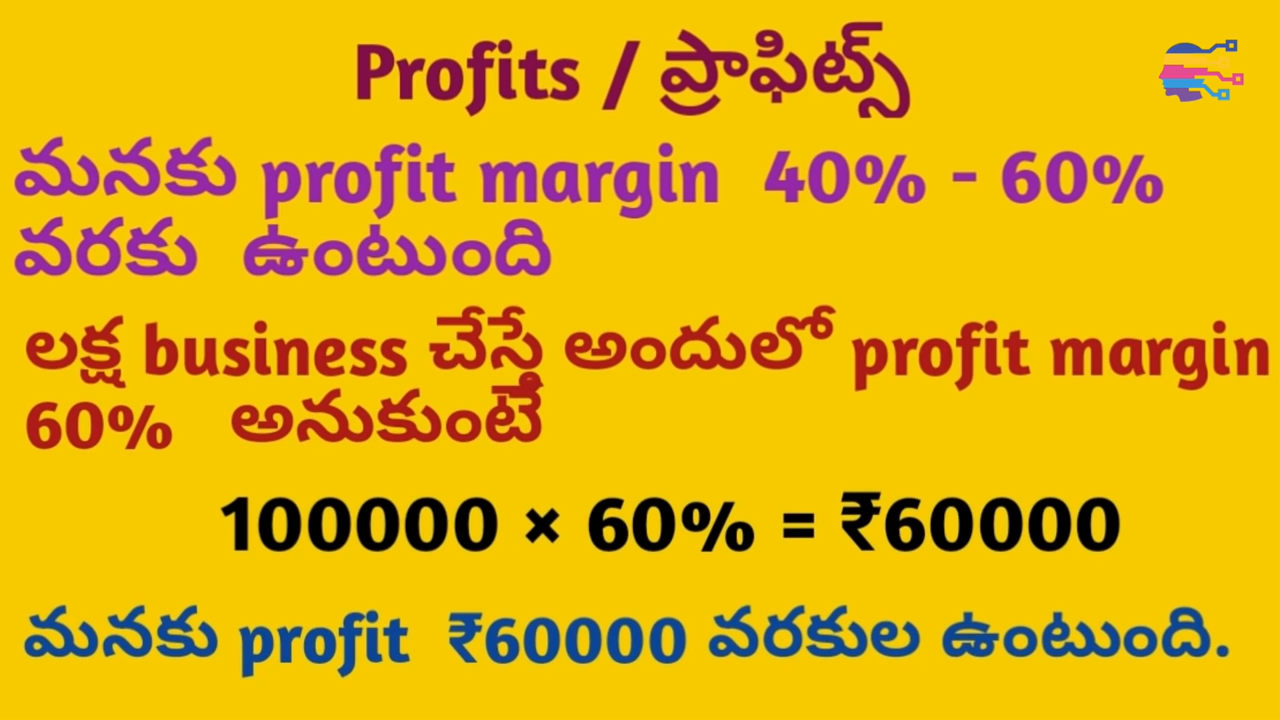 Profits / ప్రాఫిట్స్
మనకు profit margin 40% - 60%
వరకు ఉంటుంది
లక్ష business చేస్తే అందులో profit margin
60% అనుకుంటే
100000 × 60% = ₹60000
మనకు profit ₹60000 వరకుల ఉంటుంది.